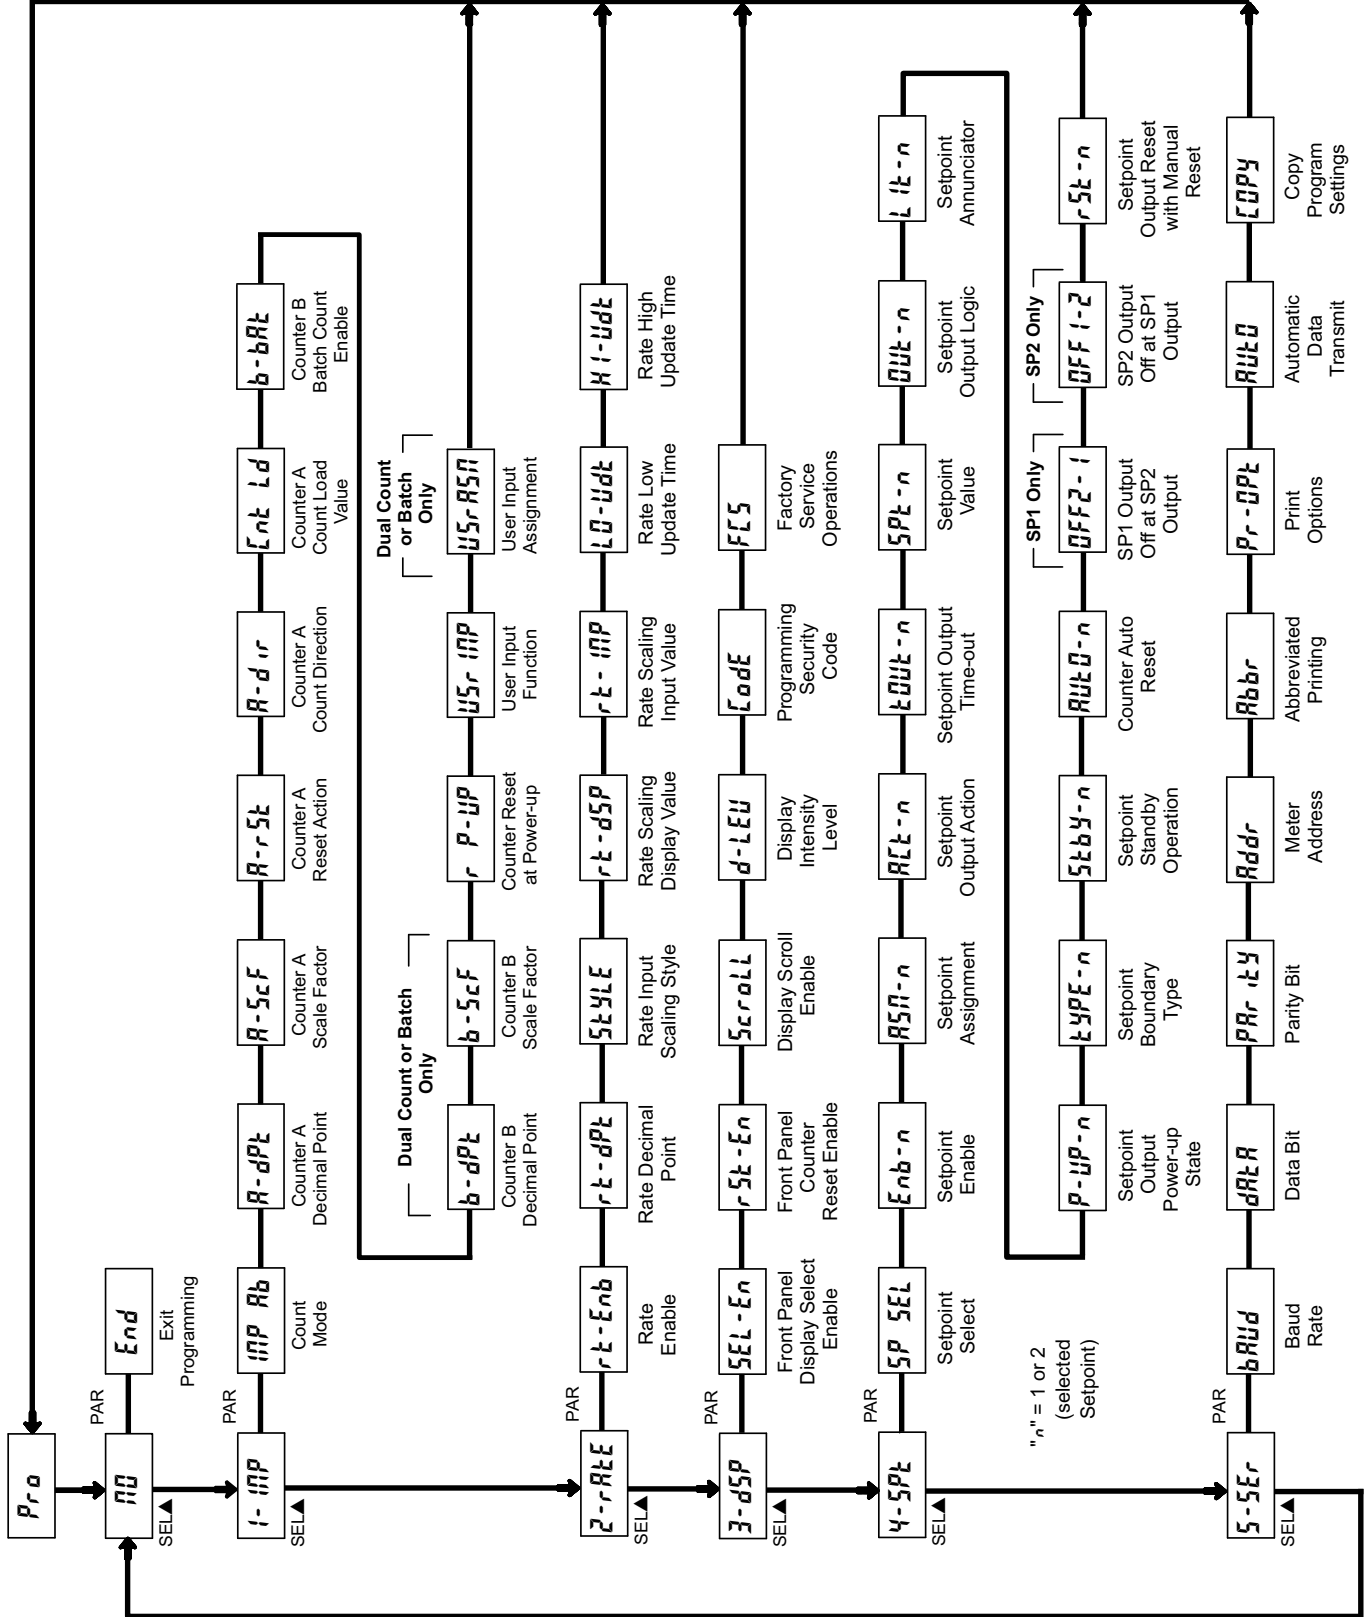 Pro
NO
PAR
End
Exit
Programming
SEL▲
1-INP
PAR
INP Ab
Count
Mode
A-dPt
Counter A
Decimal Point
A-ScF
Counter A
Scale Factor
A-rSt
Counter A
Reset Action
A-dir
Counter A
Count Direction
Cnt Ld
Counter A
Count Load
Value
b-bAt
Counter B
Batch Count
Enable
SEL▲
Dual Count or Batch
Only
b-dPt
Counter B
Decimal Point
b-ScF
Counter B
Scale Factor
r P-UP
Counter Reset
at Power-up
USr INP
User Input
Function
Dual Count
or Batch
Only
USrASN
User Input
Assignment
2-rAtE
PAR
rt-Enb
Rate
Enable
rt-dPt
Rate Decimal
Point
StYLE
Rate Input
Scaling Style
rt-dSP
Rate Scaling
Display Value
rt-INP
Rate Scaling
Input Value
LO-Udt
Rate Low
Update Time
HI-Udt
Rate High
Update Time
SEL▲
3-dSP
PAR
SEL-En
Front Panel
Display Select
Enable
rSt-En
Front Panel
Counter
Reset Enable
ScroLL
Display Scroll
Enable
d-LEV
Display
Intensity
Level
CodE
Programming
Security
Code
FCS
Factory
Service
Operations
SEL▲
4-SPt
PAR
SP SEL
Setpoint
Select
Enb-n
Setpoint
Enable
ASN-n
Setpoint
Assignment
ACt-n
Setpoint
Output Action
tOUt-n
Setpoint Output
Time-out
SPt-n
Setpoint
Value
OUt-n
Setpoint
Output Logic
LIt-n
Setpoint
Annunciator
SEL▲
"n" = 1 or 2
(selected
Setpoint)
P-UP-n
Setpoint
Output
Power-up
State
tYPE-n
Setpoint
Boundary
Type
StbY-n
Setpoint
Standby
Operation
AUtO-n
Counter Auto
Reset
SP1 Only
OFF2-1
SP1 Output
Off at SP2
Output
SP2 Only
OFF1-2
SP2 Output
Off at SP1
Output
rSt-n
Setpoint
Output Reset
with Manual
Reset
5-SEr
PAR
bAUd
Baud
Rate
dAtA
Data Bit
PAritY
Parity Bit
Addr
Meter
Address
Abbr
Abbreviated
Printing
Pr-OPt
Print
Options
AUtO
Automatic
Data
Transmit
COPY
Copy
Program
Settings
SEL▲